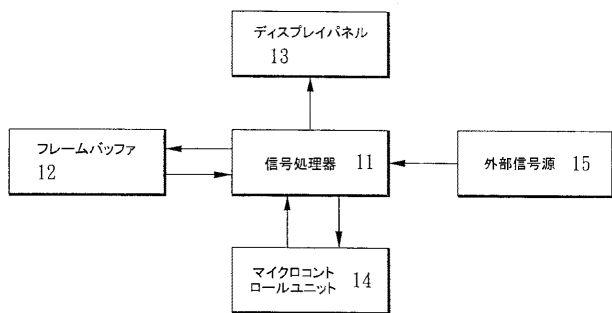 ディスプレイパネル
13
フレームバッファ
12
信号処理器 11
外部信号源 15
マイクロコント
ロールユニット 14